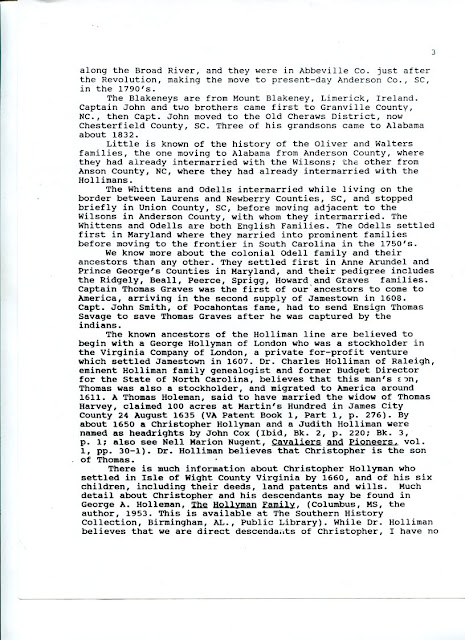 3
along the Broad River, and they were in Abbeville Co. just after
the Revolution, making the move to present-day Anderson Co., SC,
in the 1790's.
The Blakeneys are from Mount Blakeney, Limerick, Ireland.
Captain John and two brothers came first to Granville County,
NC., then Capt. John moved to the Old Cheraws District, now
Chesterfield County, SC. Three of his grandsons came to Alabama
about 1832.
Little is known of the history of the Oliver and Walters
families, the one moving to Alabama from Anderson County, where
they had already intermarried with the Wilsons; the other from
Anson County, NC, where they had already intermarried with the
Hollimans.
The Whittens and Odells intermarried while living on the
border between Laurens and Newberry Counties, SC, and stopped
briefly in Union County, SC, before moving adjacent to the
Wilsons in Anderson County, with whom they intermarried. The
Whittens and Odells are both English Families. The Odells settled
first in Maryland where they married into prominent families
before moving to the frontier in South Carolina in the 1750's.
We know more about the colonial Odell family and their
ancestors than any other. They settled first in Anne Arundel and
Prince George's Counties in Maryland, and their pedigree includes
the Ridgely, Beall, Peerce, Sprigg, Howard and Graves families.
Captain Thomas Graves was the first of our ancestors to come to
America, arriving in the second supply of Jamestown in 1608.
Capt. John Smith, of Pocahontas fame, had to send Ensign Thomas
Savage to save Thomas Graves after he was captured by the
indians.
The known ancestors of the Holliman line are believed to
begin with a George Hollyman of London who was a stockholder in
the Virginia Company of London, a private for-profit venture
which settled Jamestown in 1607. Dr. Charles Holliman of Raleigh,
eminent Holliman family genealogist and former Budget Director
for the State of North Carolina, believes that this man's son,
Thomas was also a stockholder, and migrated to America around
1611. A Thomas Holeman, said to have married the widow of Thomas
Harvey, claimed 100 acres at Martin's Hundred in James City
County 24 August 1635 (VA Patent Book 1, Part 1, p. 276). By
about 1650 a Christopher Hollyman and a Judith Holliman were
named as headrights by John Cox (Ibid, Bk. 2, p. 220; Bk. 3,
p. 1; also see Nell Marion Nugent, Cavaliers and Pioneers, vol.
1, pp. 30-1). Dr. Holliman believes that Christopher is the son
of Thomas.
There is much information about Christopher Hollyman who
settled in Isle of Wight County Virginia by 1660, and of his six
children, including their deeds, land patents and wills. Much
detail about Christopher and his descendants may be found in
George A. Holleman, The Hollyman Family, (Columbus, MS, the
author, 1953. This is available at The Southern History
Collection, Birmingham, AL., Public Library). While Dr. Holliman
believes that we are direct descendants of Christopher, I have no